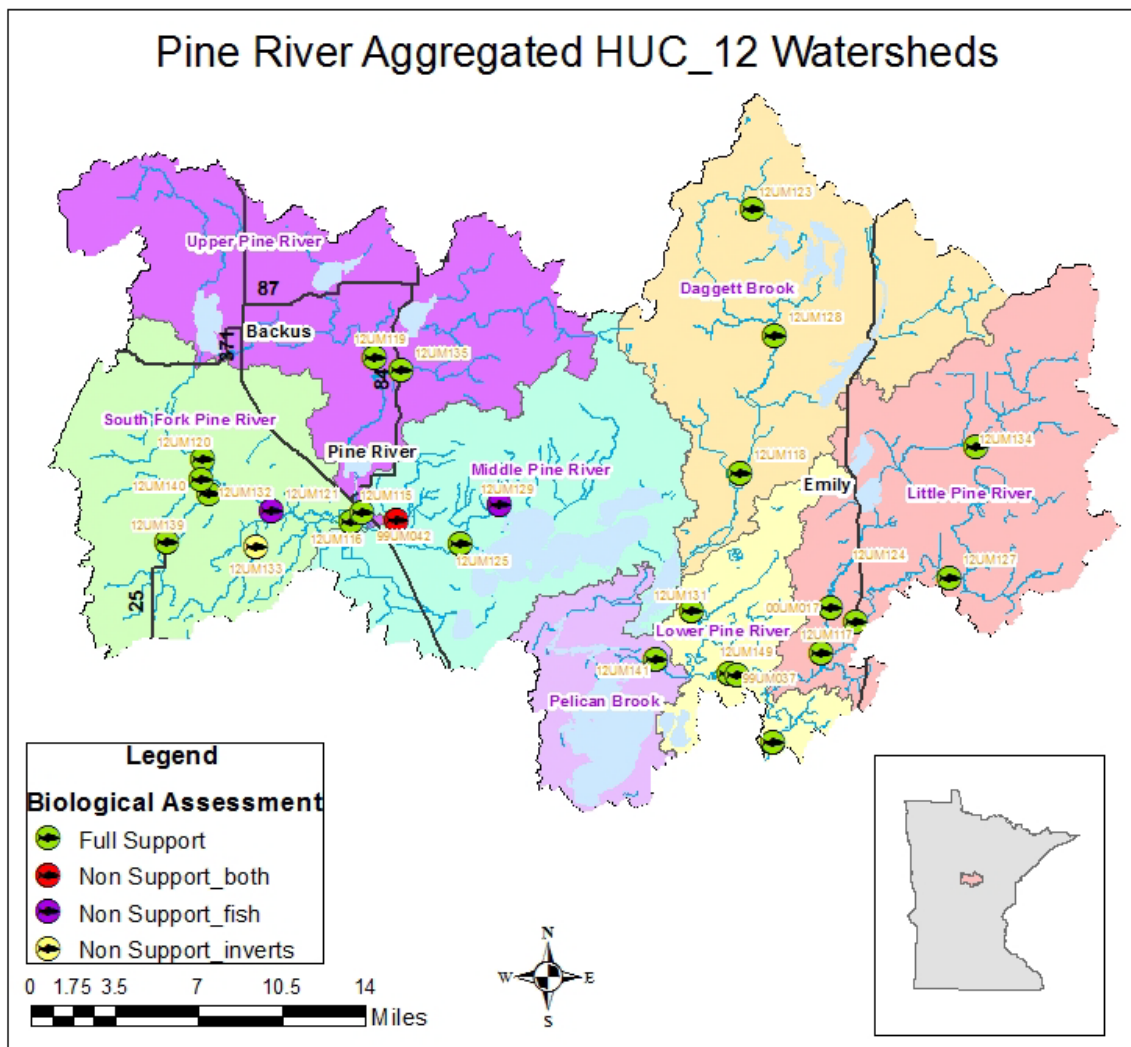 Pine River Aggregated HUC_12 Watersheds
12UM123
Upper Pine River
Daggett Brook
87
12UM128
Backus
371
12UM119
12UM135
84
South Fork Pine River
12UM120
12UM134
Pine River
Middle Pine River
12UM118
Emily
Little Pine River
12UM140
12UM132
12UM121
12UM115
12UM129
12UM139
12UM116
99UM042
12UM133
12UM125
12UM124
12UM127
25
12UM131
00UM017
Lower Pine River
12UM117
12UM141
12UM149
99UM037
Pelican Brook
Legend
Biological Assessment
Full Support
Non Support_both
Non Support_fish
Non Support_inverts
0 1.75 3.5 7 10.5 14
Miles
N
W E
S